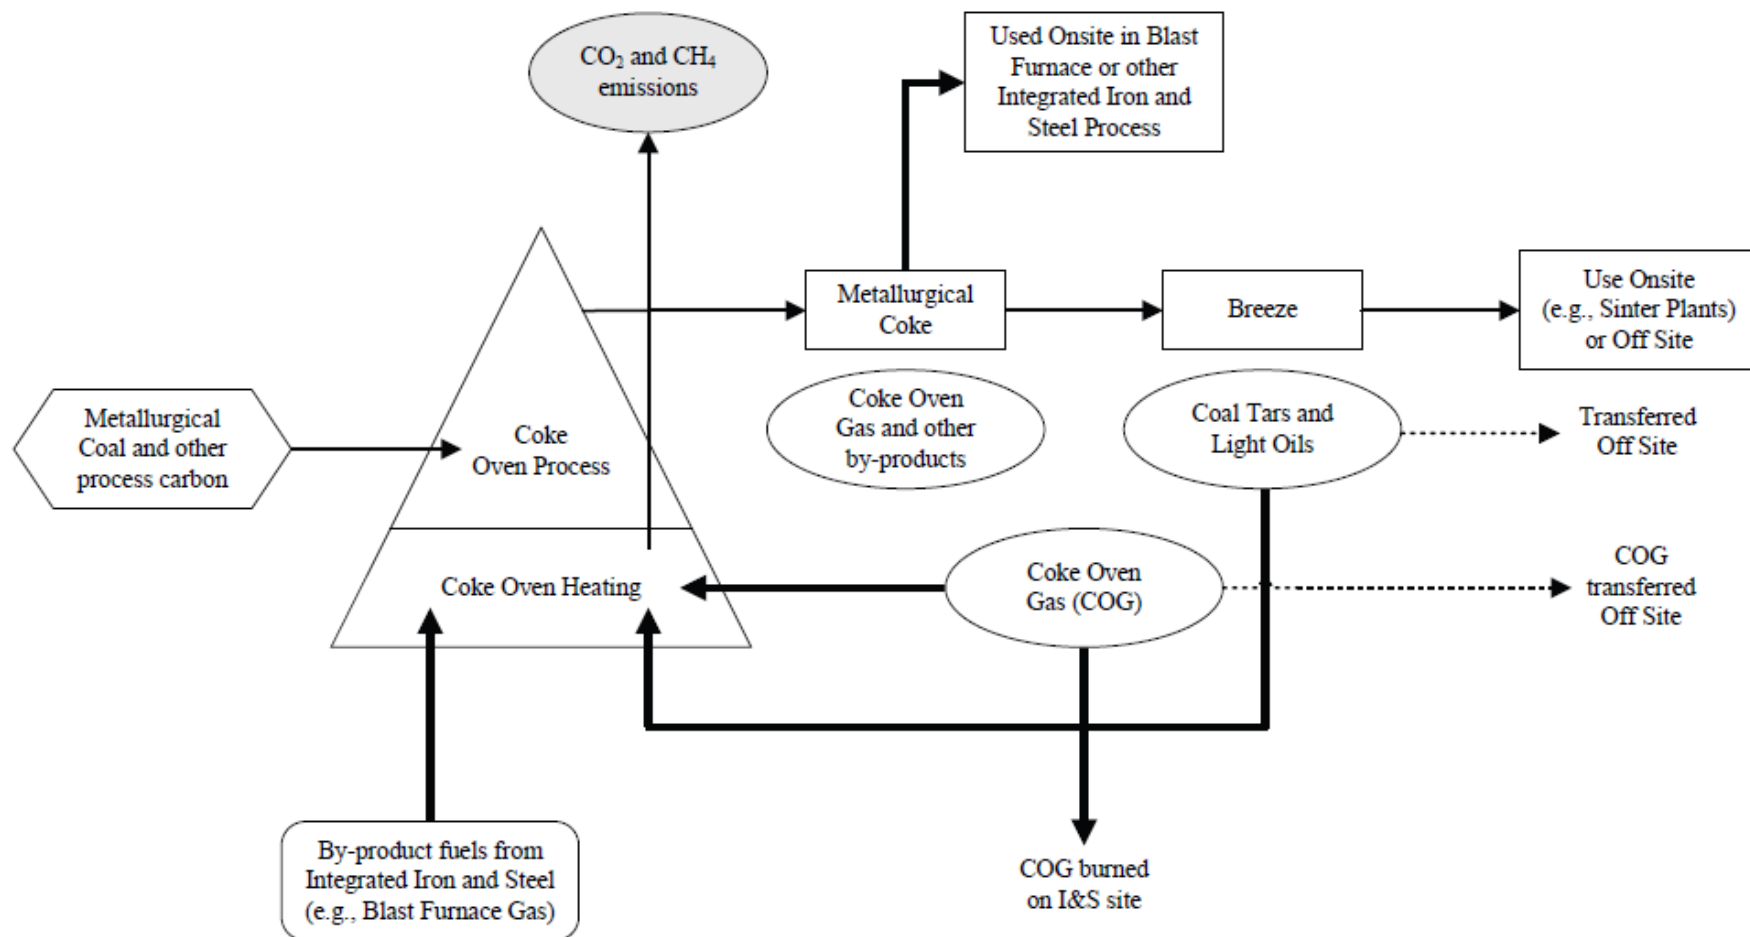 CO₂ and CH₄
emissions
Used Onsite in Blast
Furnace or other
Integrated Iron and
Steel Process
Metallurgical
Coke
Breeze
Use Onsite
(e.g., Sinter Plants)
or Off Site
Metallurgical
Coal and other
process carbon
Coke
Oven Process
Coke Oven
Gas and other
by-products
Coal Tars and
Light Oils
Transferred
Off Site
Coke Oven Heating
Coke Oven
Gas (COG)
COG
transferred
Off Site
By-product fuels from
Integrated Iron and Steel
(e.g., Blast Furnace Gas)
COG burned
on I&S site